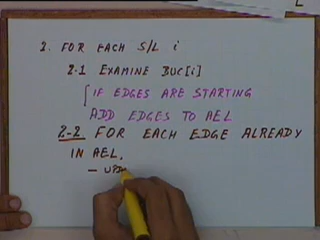 2. FOR EACH S/L i
2.1 EXAMINE BUC[i]
[IF EDGES ARE STARTING
ADD EDGES TO AEL
2.2 FOR EACH EDGE ALREADY
IN AEL,